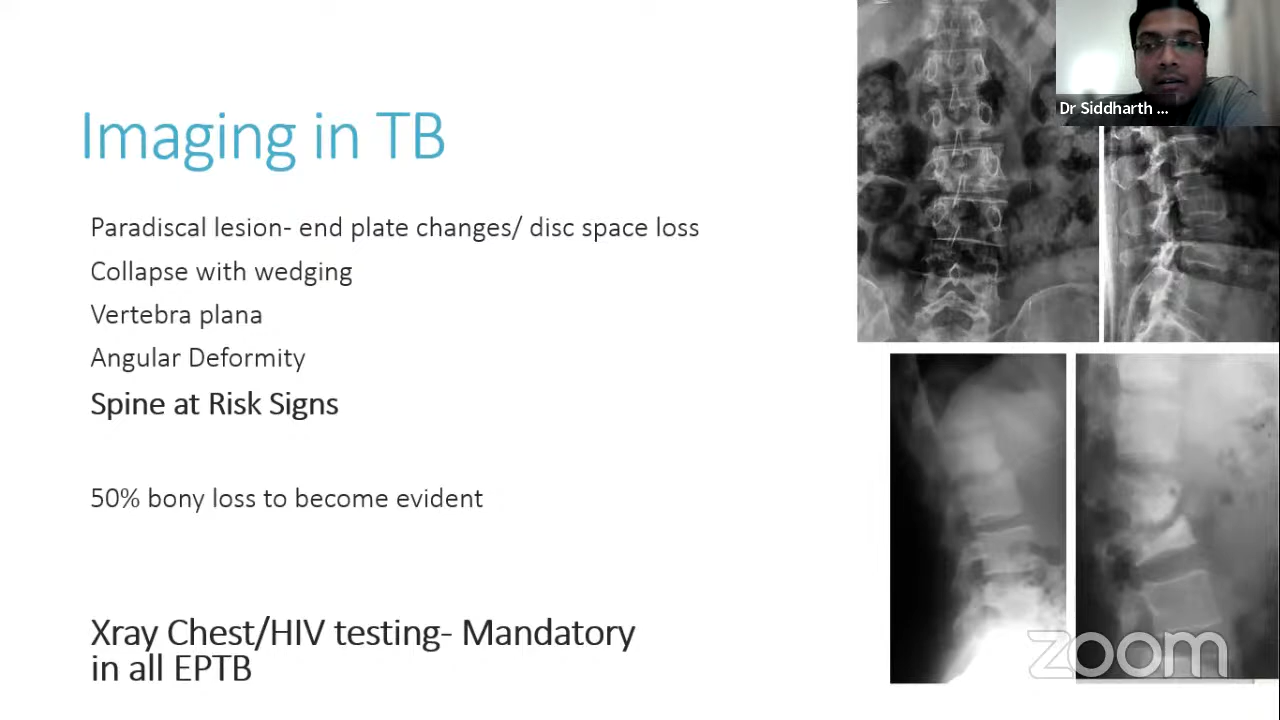 Imaging in TB
Dr Siddharth ...
Paradiscal lesion- end plate changes/ disc space loss
Collapse with wedging
Vertebra plana
Angular Deformity
Spine at Risk Signs
50% bony loss to become evident
Xray Chest/HIV testing- Mandatory
in all EPTB
zoom